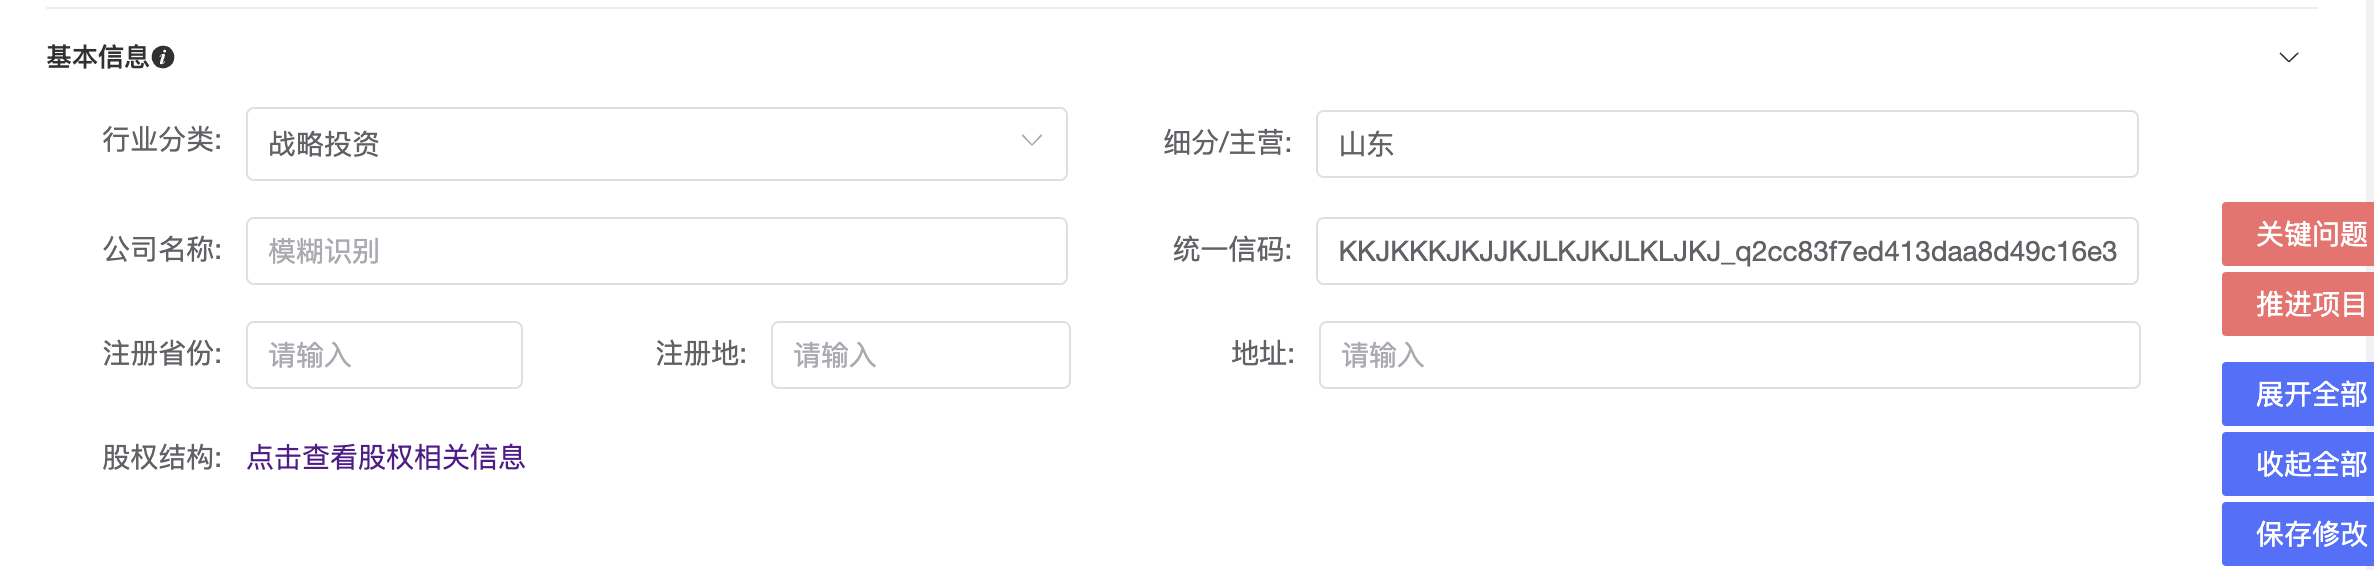 基本信息
行业分类: 战略投资 细分/主营: 山东
公司名称: 模糊识别 统一信码: KKJKKKJKJJKJLKJKJLKLJKJ_q2cc83f7ed413daa8d49c16e3
关键问题
推进项目
注册省份: 请输入 注册地: 请输入 地址: 请输入
展开全部
股权结构: 点击查看股权相关信息
收起全部
保存修改